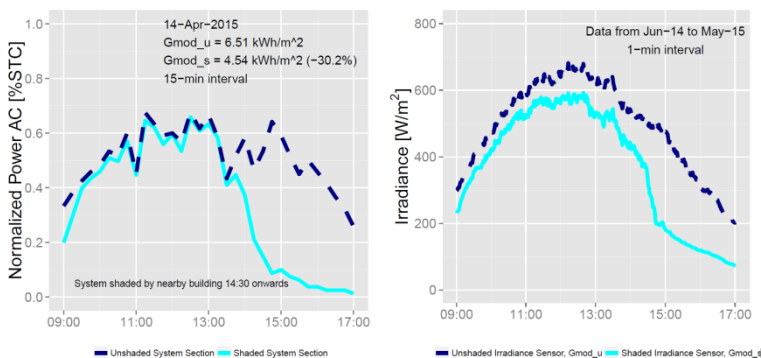 14-Apr-2015
Gmod_u = 6.51 kWh/m^2
Gmod_s = 4.54 kWh/m^2 (−30.2%)
15-min interval
Normalized Power AC [%STC]
1.0
0.8
0.6
0.4
0.2
0.0
System shaded by nearby building 14:30 onwards
09:00 11:00 13:00 15:00 17:00
Unshaded System Section Shaded System Section
Data from Jun-14 to May-15
1-min interval
Irradiance [W/m²]
800
600
400
200
0
09:00 11:00 13:00 15:00 17:00
Unshaded Irradiance Sensor, Gmod_u Shaded Irradiance Sensor, Gmod_s